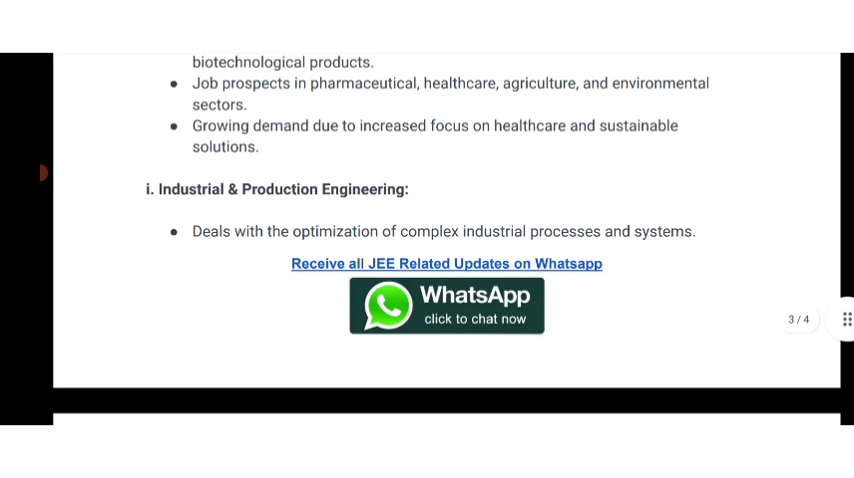 biotechnological products.
● Job prospects in pharmaceutical, healthcare, agriculture, and environmental
sectors.
● Growing demand due to increased focus on healthcare and sustainable
solutions.
i. Industrial & Production Engineering:
● Deals with the optimization of complex industrial processes and systems.
Receive all JEE Related Updates on Whatsapp
WhatsApp
click to chat now
3 / 4